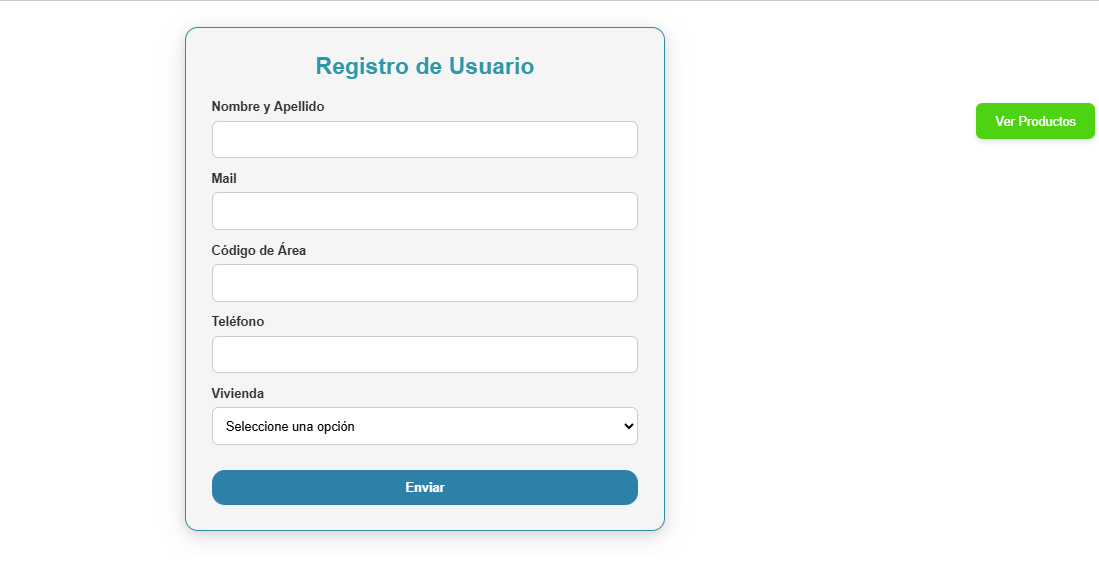 Registro de Usuario
Nombre y Apellido
Ver Productos
Mail
Código de Área
Teléfono
Vivienda
Seleccione una opción
Enviar